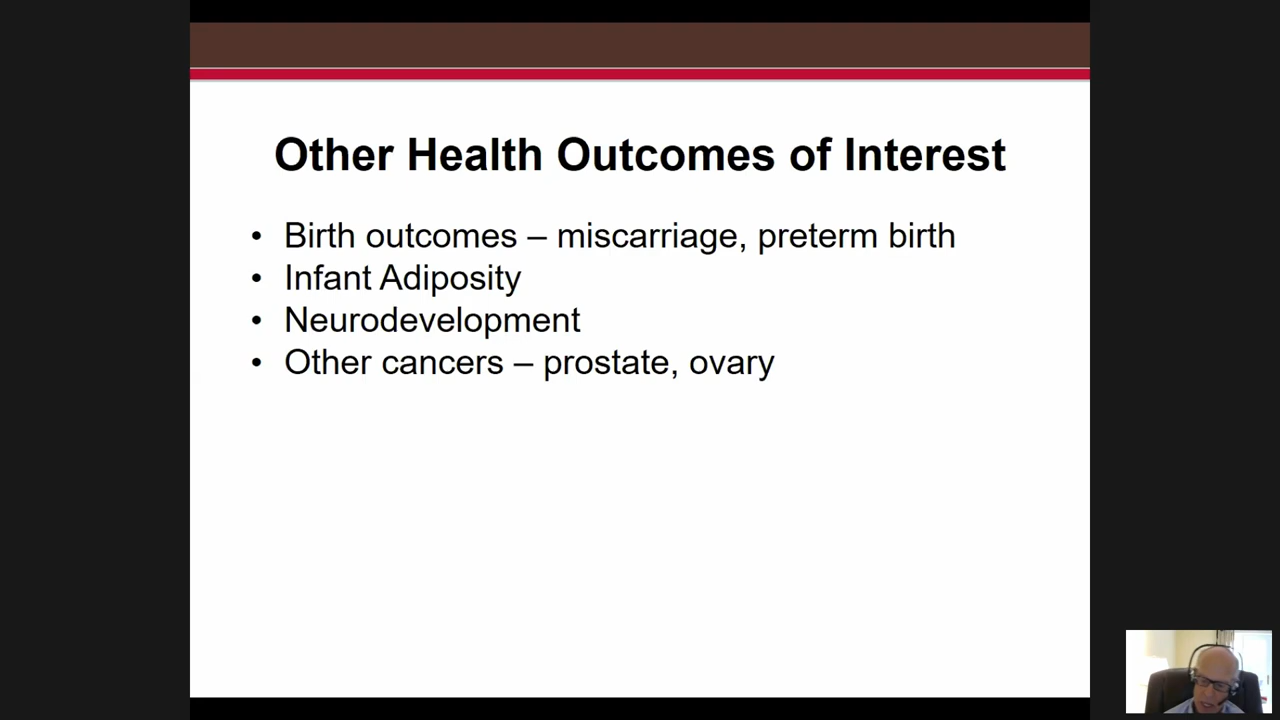 Other Health Outcomes of Interest
• Birth outcomes – miscarriage, preterm birth
• Infant Adiposity
• Neurodevelopment
• Other cancers – prostate, ovary